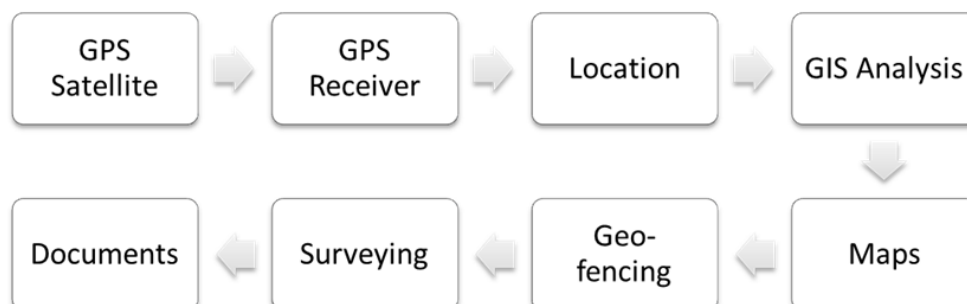 GPS
Satellite
GPS
Receiver
Location
GIS Analysis
Maps
Geo-
fencing
Surveying
Documents